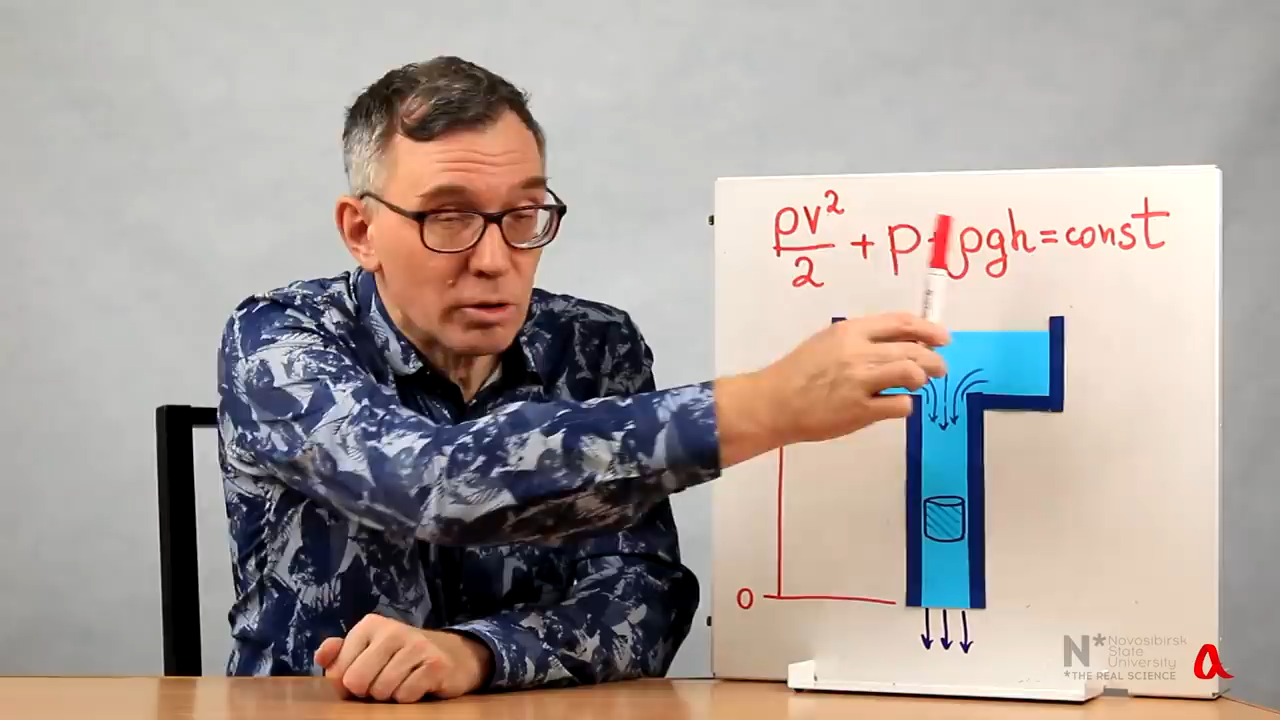 ρv²/2 + p + ρgh = const
0
N* Novosibirsk
State
University
*THE REAL SCIENCE